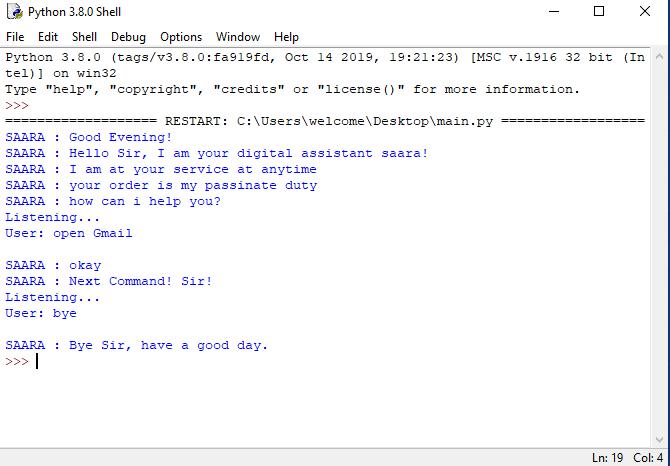 Python 3.8.0 Shell
File Edit Shell Debug Options Window Help
Python 3.8.0 (tags/v3.8.0:fa919fd, Oct 14 2019, 19:21:23) [MSC v.1916 32 bit (In
tel)] on win32
Type "help", "copyright", "credits" or "license()" for more information.
>>>
=================== RESTART: C:\Users\welcome\Desktop\main.py ==================
SAARA : Good Evening!
SAARA : Hello Sir, I am your digital assistant saara!
SAARA : I am at your service at anytime
SAARA : your order is my passinate duty
SAARA : how can i help you?
Listening...
User: open Gmail
SAARA : okay
SAARA : Next Command! Sir!
Listening...
User: bye
SAARA : Bye Sir, have a good day.
>>>
Ln: 19 Col: 4